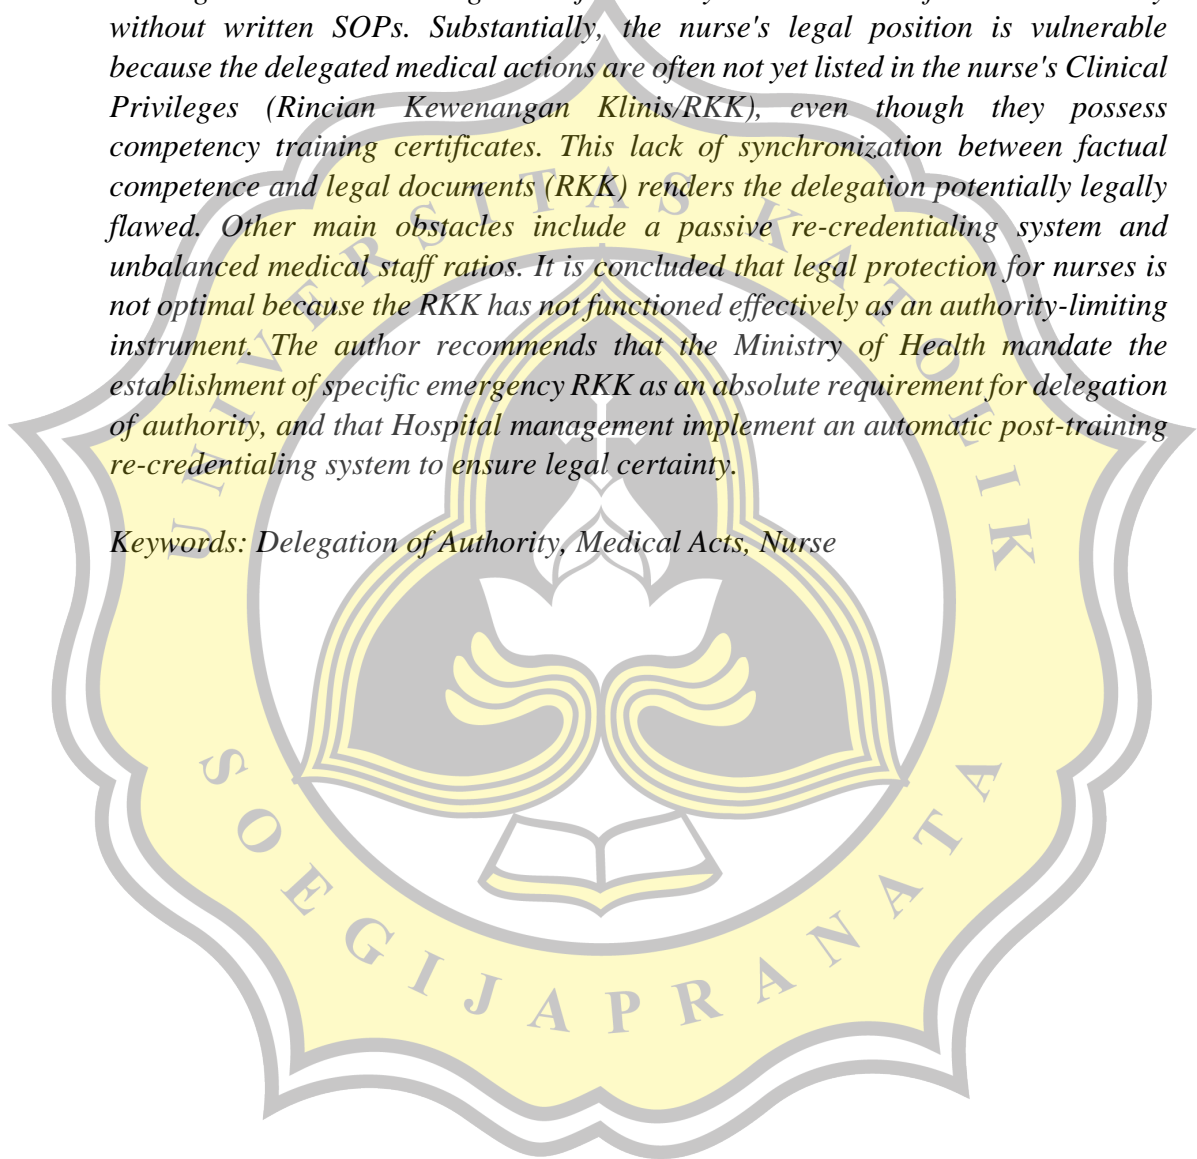 without written SOPs. Substantially, the nurse's legal position is vulnerable
because the delegated medical actions are often not yet listed in the nurse's Clinical
Privileges (Rincian Kewenangan Klinis/RKK), even though they possess
competency training certificates. This lack of synchronization between factual
competence and legal documents (RKK) renders the delegation potentially legally
flawed. Other main obstacles include a passive re-credentialing system and
unbalanced medical staff ratios. It is concluded that legal protection for nurses is
not optimal because the RKK has not functioned effectively as an authority-limiting
instrument. The author recommends that the Ministry of Health mandate the
establishment of specific emergency RKK as an absolute requirement for delegation
of authority, and that Hospital management implement an automatic post-training
re-credentialing system to ensure legal certainty.
Keywords: Delegation of Authority, Medical Acts, Nurse
UNIVERSITAS KATOLIK
SOEGIJAPRANATA